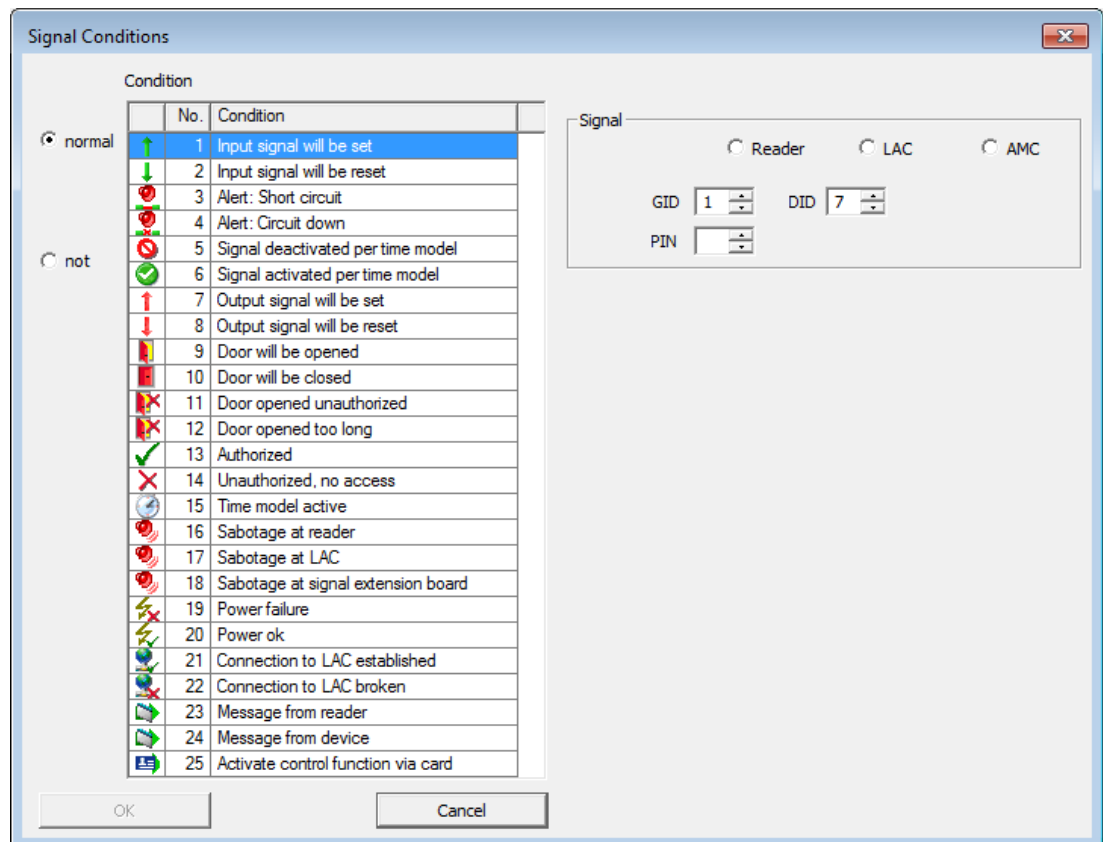 Signal Conditions
Condition
No. Condition
normal
not
1 Input signal will be set
2 Input signal will be reset
3 Alert: Short circuit
4 Alert: Circuit down
5 Signal deactivated per time model
6 Signal activated per time model
7 Output signal will be set
8 Output signal will be reset
9 Door will be opened
10 Door will be closed
11 Door opened unauthorized
12 Door opened too long
13 Authorized
14 Unauthorized, no access
15 Time model active
16 Sabotage at reader
17 Sabotage at LAC
18 Sabotage at signal extension board
19 Power failure
20 Power ok
21 Connection to LAC established
22 Connection to LAC broken
23 Message from reader
24 Message from device
25 Activate control function via card
Signal
Reader LAC AMC
GID 1 DID 7
PIN
OK Cancel